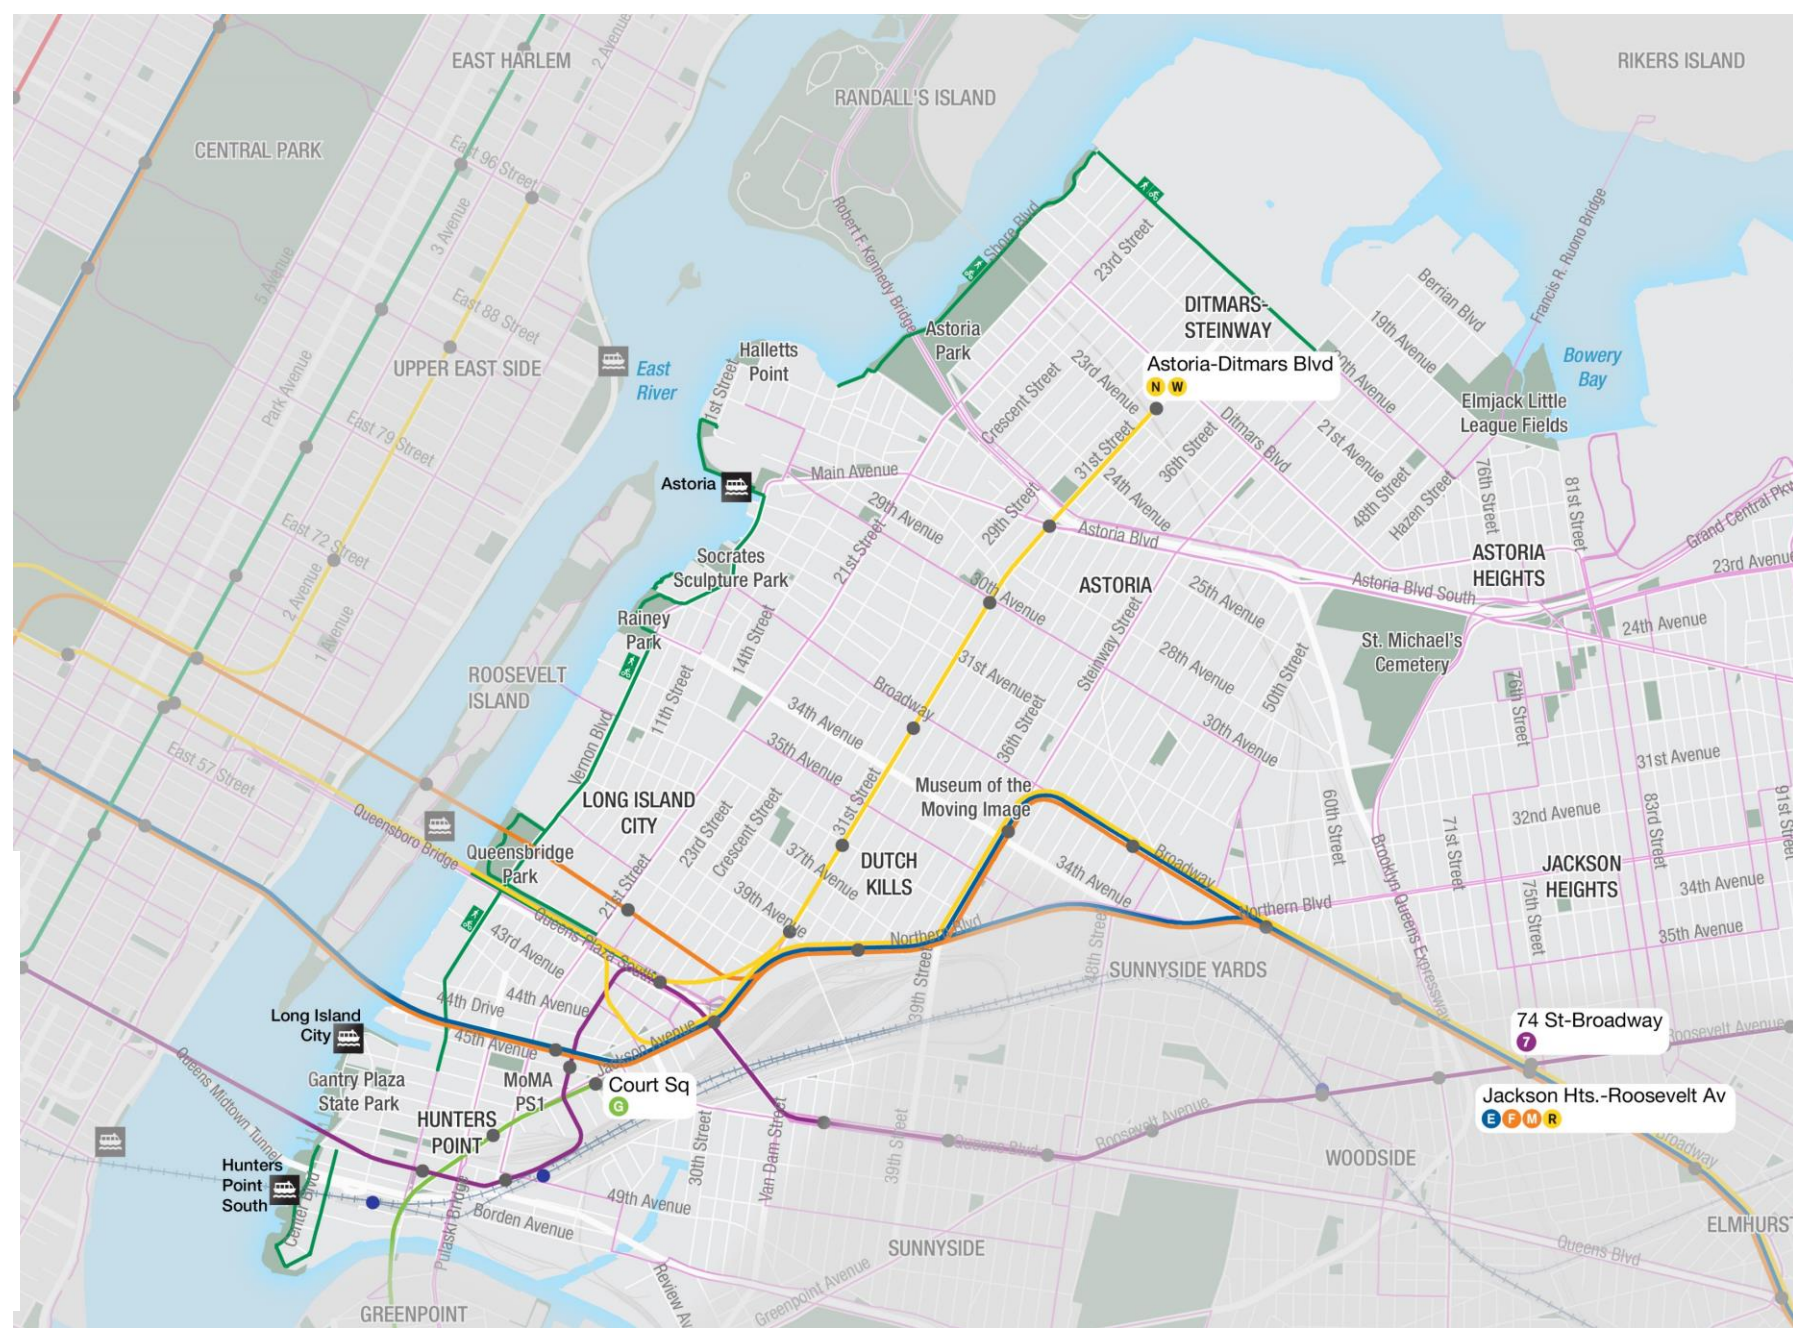 EAST HARLEM
2 Avenue
RIKERS ISLAND
RANDALL'S ISLAND
CENTRAL PARK
East 96 Street
3 Avenue
5 Avenue
Robert F. Kennedy Bridge
Shore Blvd
23rd Street
Francis R. Ruono Bridge
East 88 Street
DITMARS-
STEINWAY
Berrian Blvd
19th Avenue
Astoria
Park
Halletts
Point
UPPER EAST SIDE
East
River
Park Avenue
1st Street
Crescent Street
23rd Avenue
Astoria-Ditmars Blvd
N W
20th Avenue
Bowery
Bay
Elmjack Little
League Fields
East 79 Street
Ditmars Blvd
21st Avenue
31st Street
36th Street
24th Avenue
Main Avenue
Astoria
29th Avenue
29th Street
48th Street
Hazen Street
76th Street
81st Street
Grand Central Pkw
East 72 Street
21st Street
Astoria Blvd
23rd Avenue
Socrates
Sculpture Park
ASTORIA
HEIGHTS
Astoria Blvd South
2 Avenue
1 Avenue
30th Avenue
ASTORIA
25th Avenue
Rainey
Park
14th Street
Steinway Street
24th Avenue
St. Michael's
Cemetery
ROOSEVELT
ISLAND
11th Street
31st Avenue
28th Avenue
50th Street
76th Street
Broadway
34th Avenue
36th Street
30th Avenue
Vernon Blvd
35th Avenue
31st Avenue
East 57 Street
Museum of the
Moving Image
LONG ISLAND
CITY
Queensboro Bridge
23rd Street
Crescent Street
31st Street
60th Street
32nd Avenue
83rd Street
91st Street
71st Street
Brooklyn Queens Expressway
Queensbridge
Park
37th Avenue
DUTCH
KILLS
34th Avenue
Broadway
JACKSON
HEIGHTS
34th Avenue
75th Street
21st Street
39th Avenue
Queens Plaza South
Northern Blvd
Northern Blvd
48th Street
35th Avenue
43rd Avenue
39th Street
SUNNYSIDE YARDS
44th Drive
44th Avenue
Long Island
City
45th Avenue
Jackson Avenue
74 St-Broadway
7
Roosevelt Avenue
Queens Midtown Tunnel
Gantry Plaza
State Park
MoMA
PS1
Court Sq
G
Jackson Hts.-Roosevelt Av
E F M R
HUNTERS
POINT
30th Street
Van Dam Street
39th Street
Queens Blvd
Roosevelt Avenue
Broadway
WOODSIDE
Hunters
Point
South
Center Blvd
Pulaski Bridge
Borden Avenue
49th Avenue
SUNNYSIDE
ELMHURST
Queens Blvd
Review Av
Greenpoint Avenue
GREENPOINT